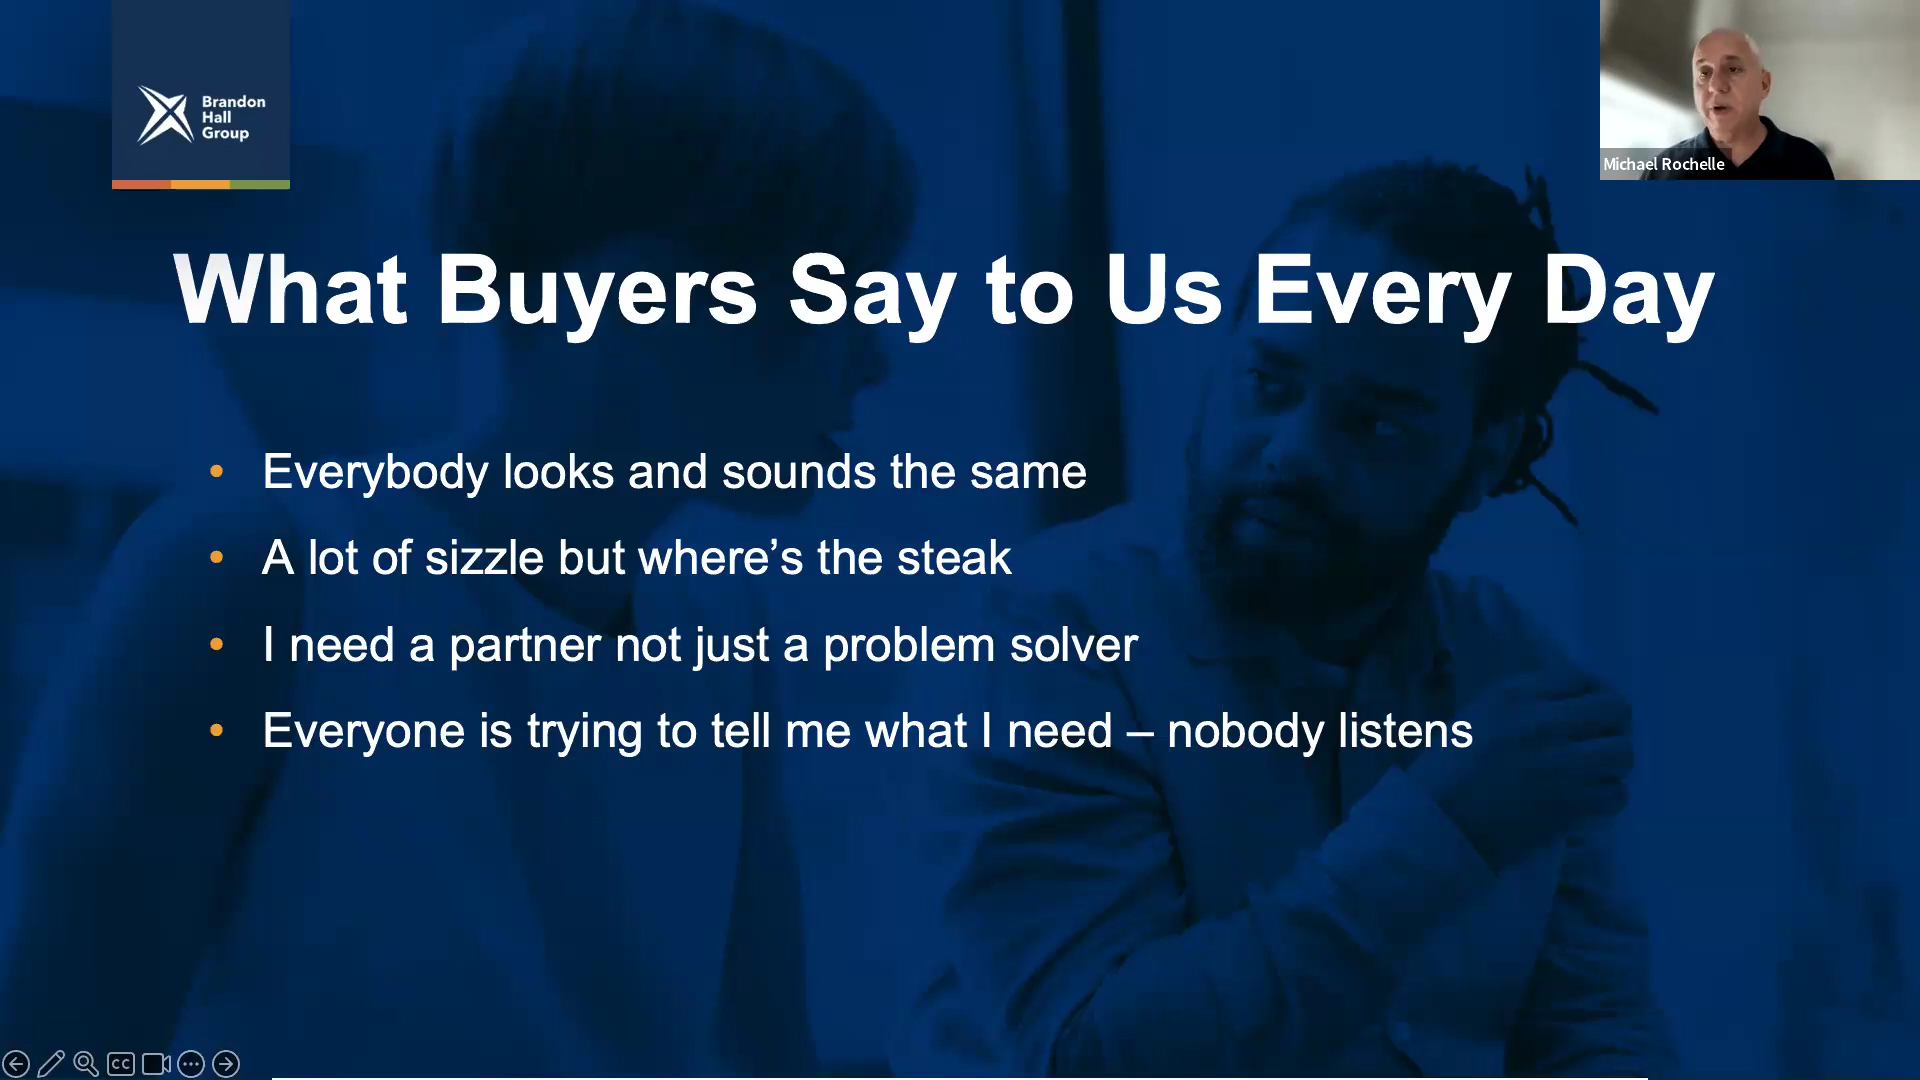 Brandon
Hall
Group
Michael Rochelle
What Buyers Say to Us Every Day
• Everybody looks and sounds the same
• A lot of sizzle but where’s the steak
• I need a partner not just a problem solver
• Everyone is trying to tell me what I need – nobody listens
CC